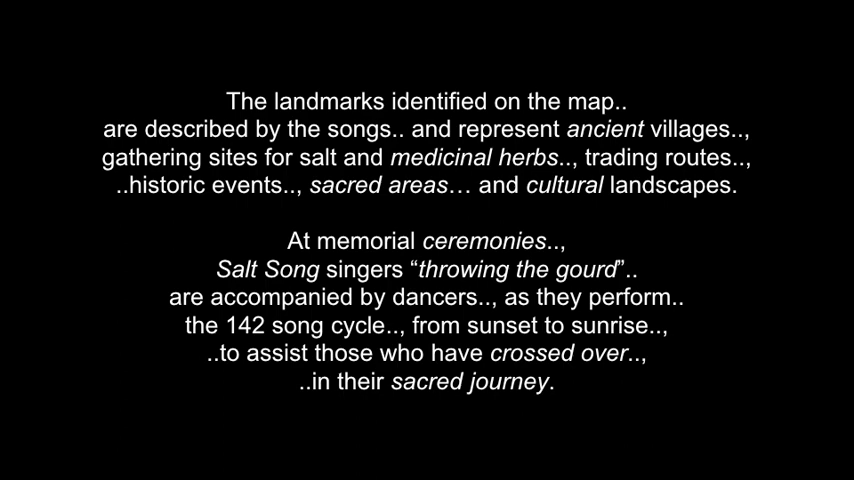 The landmarks identified on the map..
are described by the songs.. and represent ancient villages..,
gathering sites for salt and medicinal herbs.., trading routes..,
..historic events.., sacred areas… and cultural landscapes.
At memorial ceremonies..,
Salt Song singers “throwing the gourd”..
are accompanied by dancers.., as they perform..
the 142 song cycle.., from sunset to sunrise..,
..to assist those who have crossed over..,
..in their sacred journey.